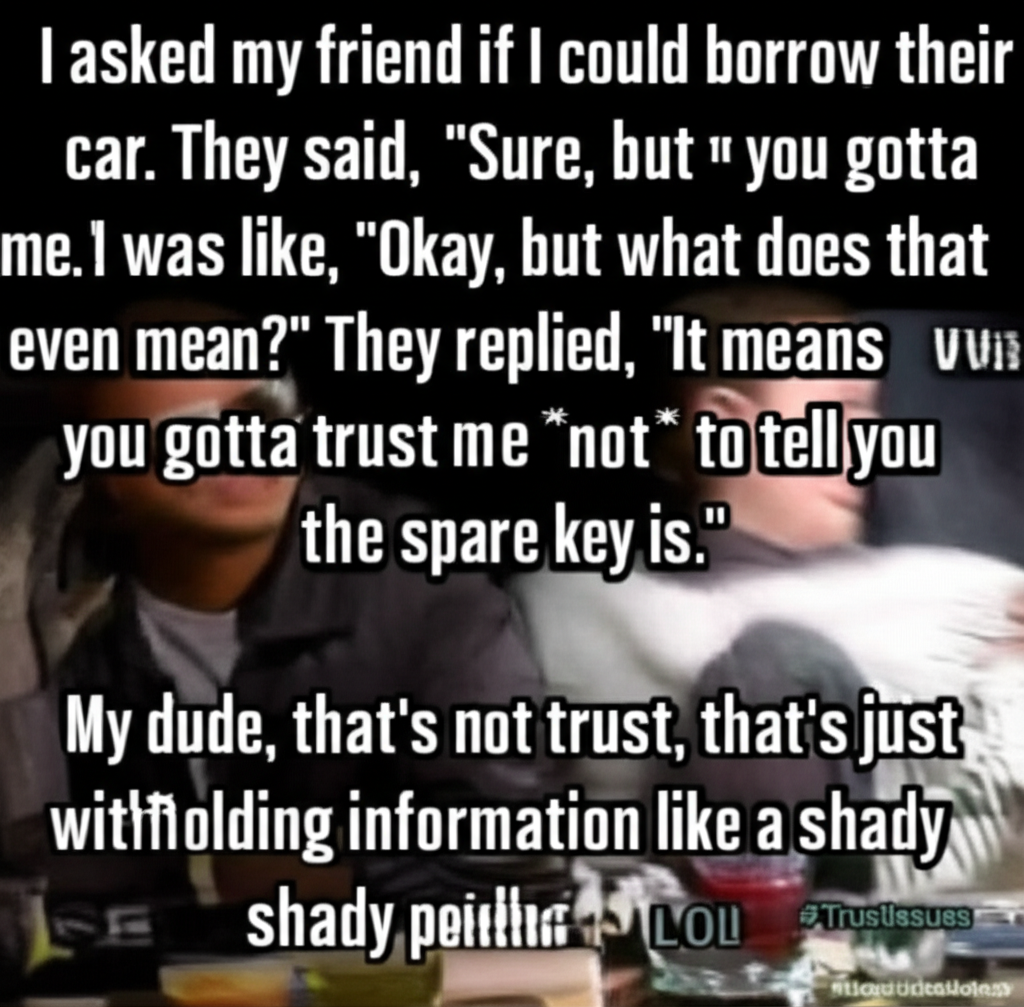 I asked my friend if I could borrow their
car. They said, "Sure, but " you gotta
me. I was like, "Okay, but what does that
even mean?" They replied, "It means
you gotta trust me *not* to tell you
the spare key is."
My dude, that's not trust, that's just
withholding information like a shady
shady
LOL
#TrustIssues